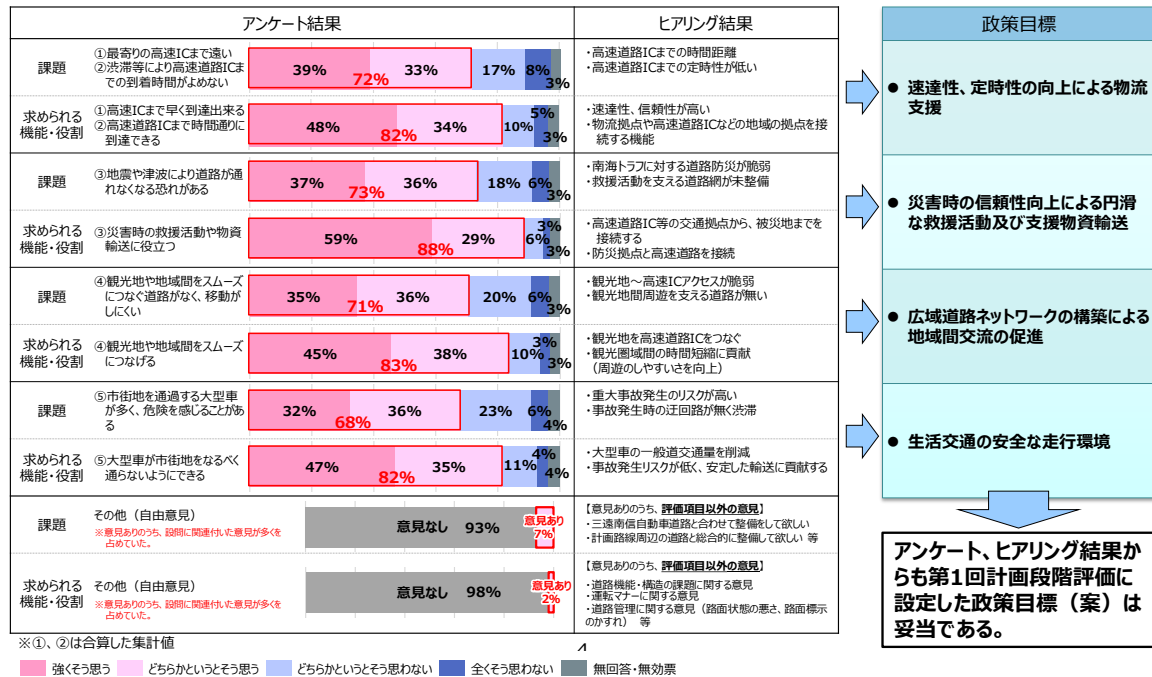 アンケート結果
ヒアリング結果
政策目標
課題
①最寄りの高速ICまで遠い
②渋滞等により高速道路ICま
での到着時間がよめない
39%
72%
33%
17%
8%
3%
・高速道路ICまでの時間距離
・高速道路ICまでの定時性が低い
求められる
機能・役割
①高速ICまで早く到達出来る
②高速道路ICまで時間通りに
到達できる
48%
82%
34%
10%
5%
3%
・速達性、信頼性が高い
・物流拠点や高速道路ICなどの地域の拠点を接
続する機能
● 速達性、定時性の向上による物流
支援
課題
③地震や津波により道路が通
れなくなる恐れがある
37%
73%
36%
18%
6%
3%
・南海トラフに対する道路防災が脆弱
・救援活動を支える道路網が未整備
求められる
機能・役割
③災害時の救援活動や物資
輸送に役立つ
59%
88%
29%
6%
3%
3%
・高速道路IC等の交通拠点から、被災地までを
接続する
・防災拠点と高速道路を接続
● 災害時の信頼性向上による円滑
な救援活動及び支援物資輸送
課題
④観光地や地域間をスムーズ
につなぐ道路がなく、移動が
しにくい
35%
71%
36%
20%
6%
3%
・観光地～高速ICアクセスが脆弱
・観光地間周遊を支える道路が無い
求められる
機能・役割
④観光地や地域間をスムーズ
につなげる
45%
83%
38%
10%
3%
3%
・観光地を高速道路ICをつなぐ
・観光圏域間の時間短縮に貢献
（周遊のしやすさを向上）
● 広域道路ネットワークの構築による
地域間交流の促進
課題
⑤市街地を通過する大型車
が多く、危険を感じることがあ
る
32%
68%
36%
23%
6%
4%
・重大事故発生のリスクが高い
・事故発生時の迂回路が無く渋滞
求められる
機能・役割
⑤大型車が市街地をなるべく
通らないようにできる
47%
82%
35%
11%
4%
4%
・大型車の一般道交通量を削減
・事故発生リスクが低く、安定した輸送に貢献する
● 生活交通の安全な走行環境
課題
その他（自由意見）
※意見ありのうち、設問に関連付いた意見が多くを
占めていた。
意見なし 93%
意見あり
7%
【意見ありのうち、評価項目以外の意見】
・三遠南信自動車道路と合わせて整備をして欲しい
・計画路線周辺の道路と総合的に整備して欲しい 等
求められる
機能・役割
その他（自由意見）
※意見ありのうち、設問に関連付いた意見が多くを
占めていた。
意見なし 98%
意見あり
2%
【意見ありのうち、評価項目以外の意見】
・道路機能・構造の課題に関する意見
・運転マナーに関する意見
・道路管理に関する意見（路面状態の悪さ、路面標示
のかすれ） 等
アンケート、ヒアリング結果か
らも第1回計画段階評価に
設定した政策目標（案）は
妥当である。
※①、②は合算した集計値
強くそう思う
どちらかというとそう思う
どちらかというとそう思わない
全くそう思わない
無回答・無効票